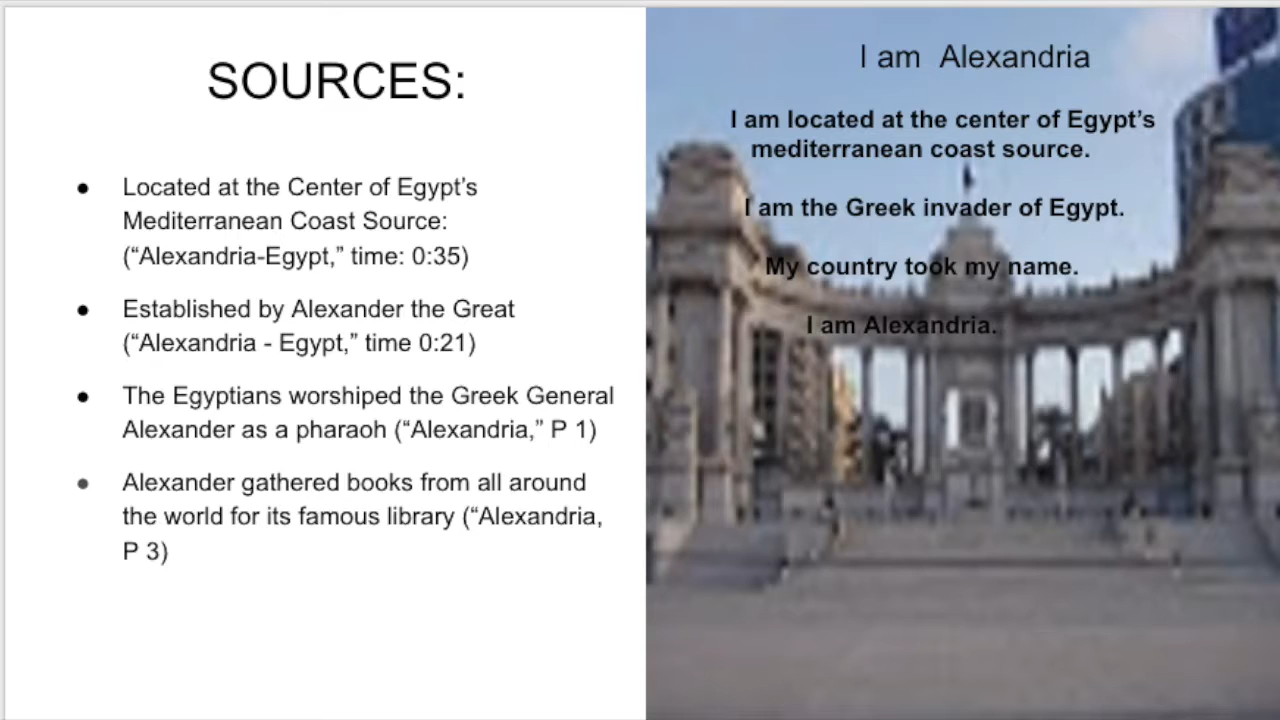 SOURCES:
● Located at the Center of Egypt’s
Mediterranean Coast Source:
(“Alexandria-Egypt,” time: 0:35)
● Established by Alexander the Great
(“Alexandria - Egypt,” time 0:21)
● The Egyptians worshiped the Greek General
Alexander as a pharaoh (“Alexandria,” P 1)
● Alexander gathered books from all around
the world for its famous library (“Alexandria,
P 3)
I am  Alexandria
I am located at the center of Egypt’s
mediterranean coast source.
I am the Greek invader of Egypt.
My country took my name.
I am Alexandria.